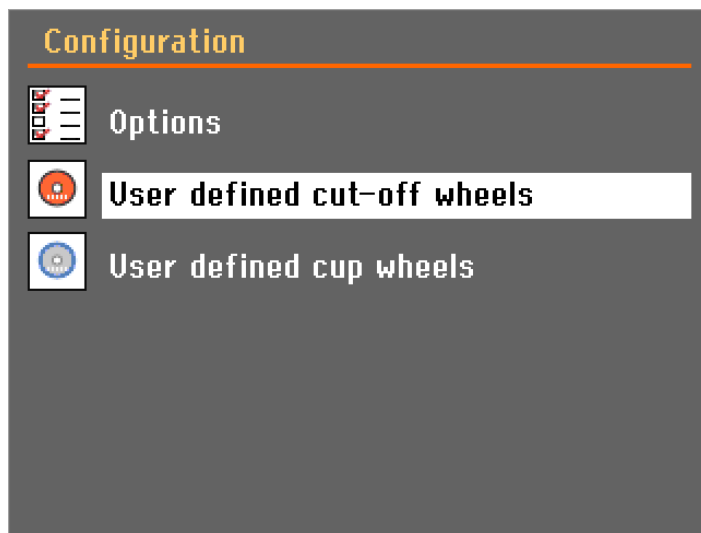 Configuration
Options
User defined cut-off wheels
User defined cup wheels